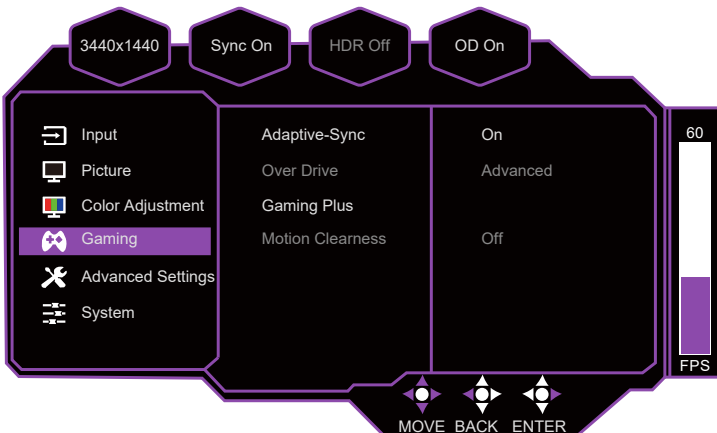 3440x1440 Sync On HDR Off OD On
Input
Picture
Color Adjustment
Gaming
Advanced Settings
System
Adaptive-Sync On
Over Drive Advanced
Gaming Plus
Motion Clearness Off
60
FPS
MOVE BACK ENTER